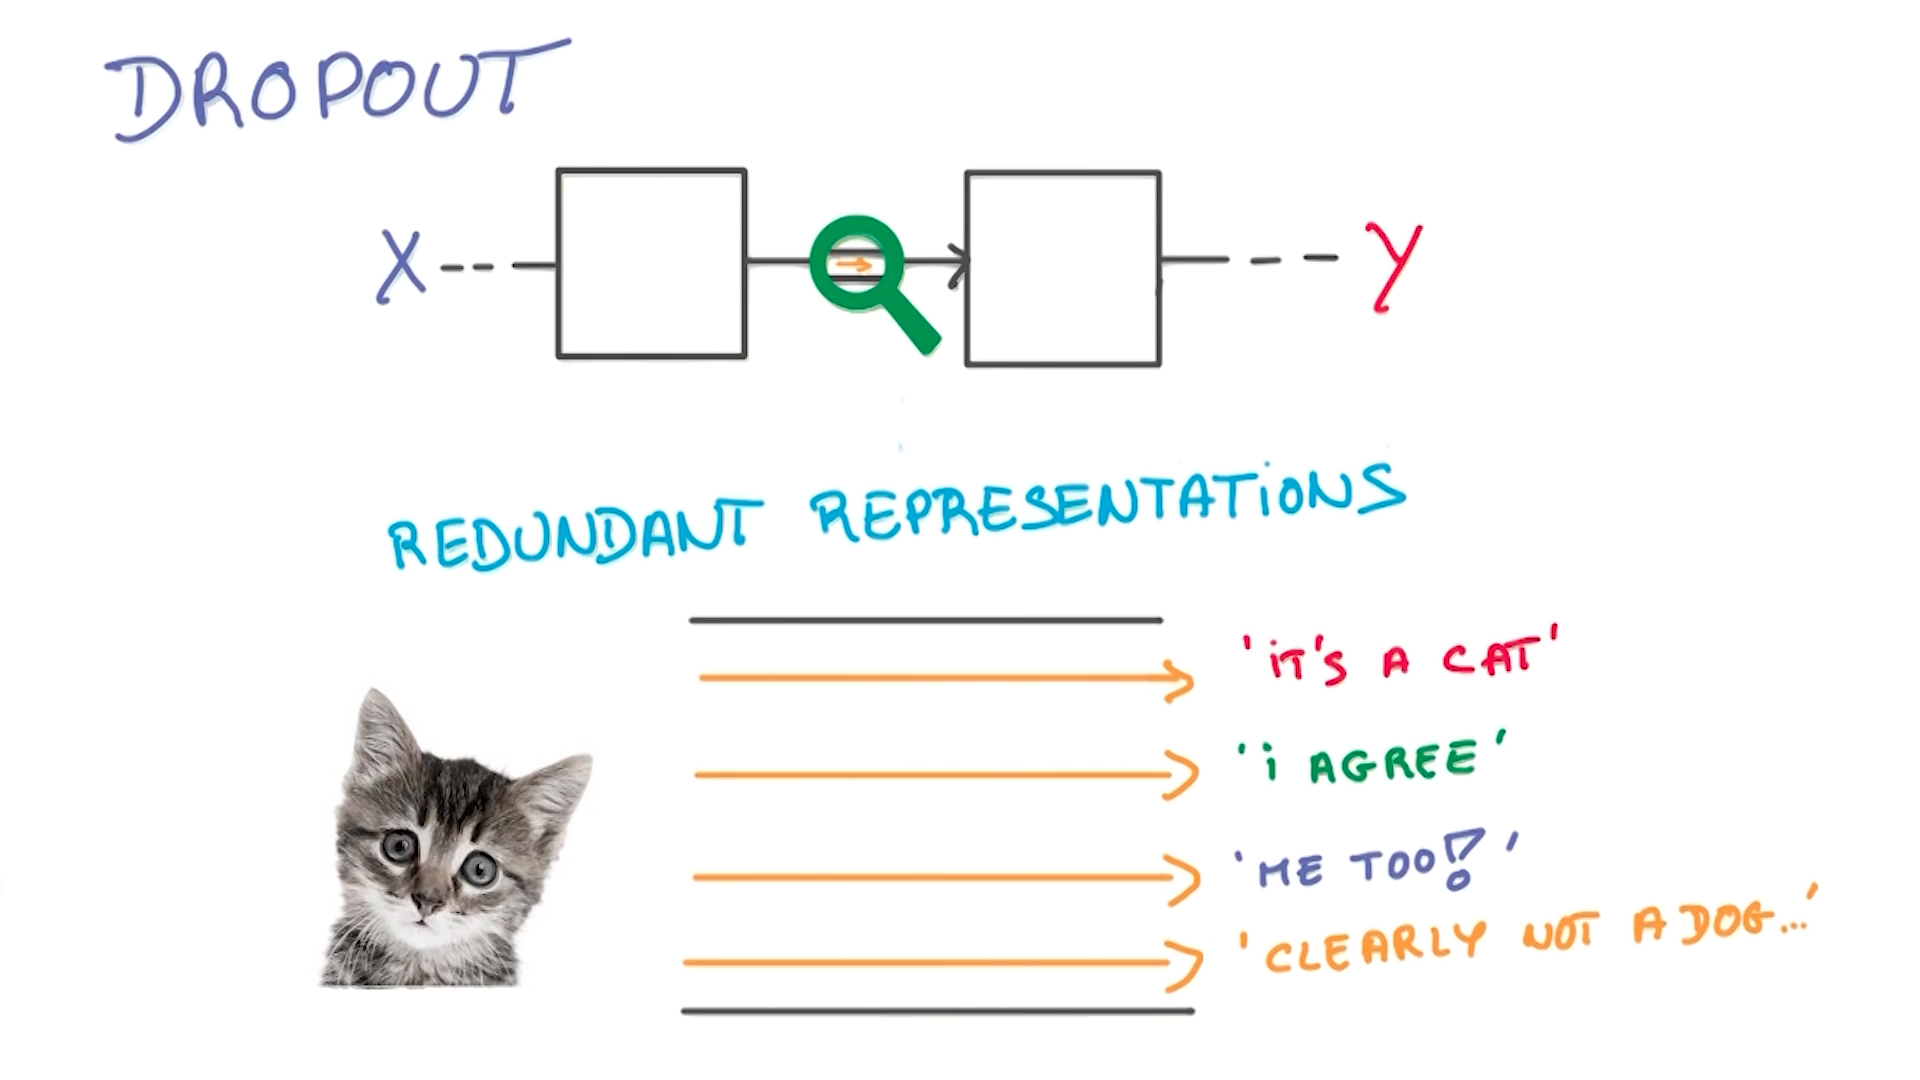 DROPOUT
X
Y
REDUNDANT REPRESENTATIONS
'iT'S A CAT'
'i AGREE'
'ME TOO!'
'CLEARLY NOT A DOG...'